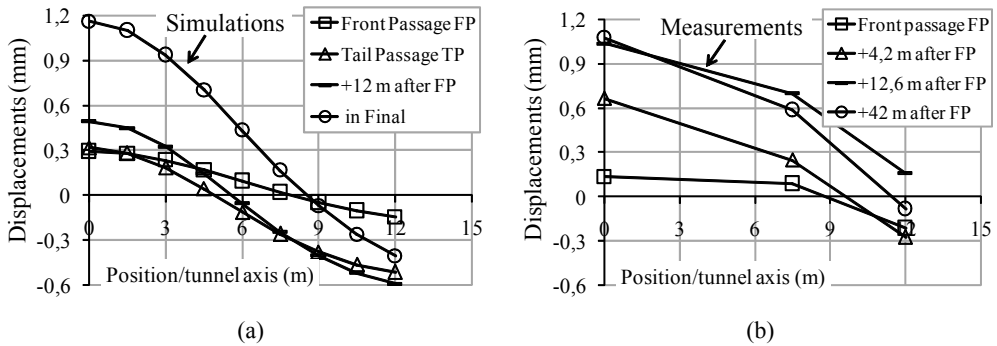 1,2
0,9
0,6
0,3
0
-0,3
-0,6
Displacements (mm)
Simulations
Front Passage FP
Tail Passage TP
+12 m after FP
in Final
0 3 6 9 12 15
Position/tunnel axis (m)
(a)
1,2
0,9
0,6
0,3
0
-0,3
-0,6
Displacements (mm)
Measurements
Front passage FP
+4,2 m after FP
+12,6 m after FP
+42 m after FP
0 3 6 9 12 15
Position/tunnel axis (m)
(b)